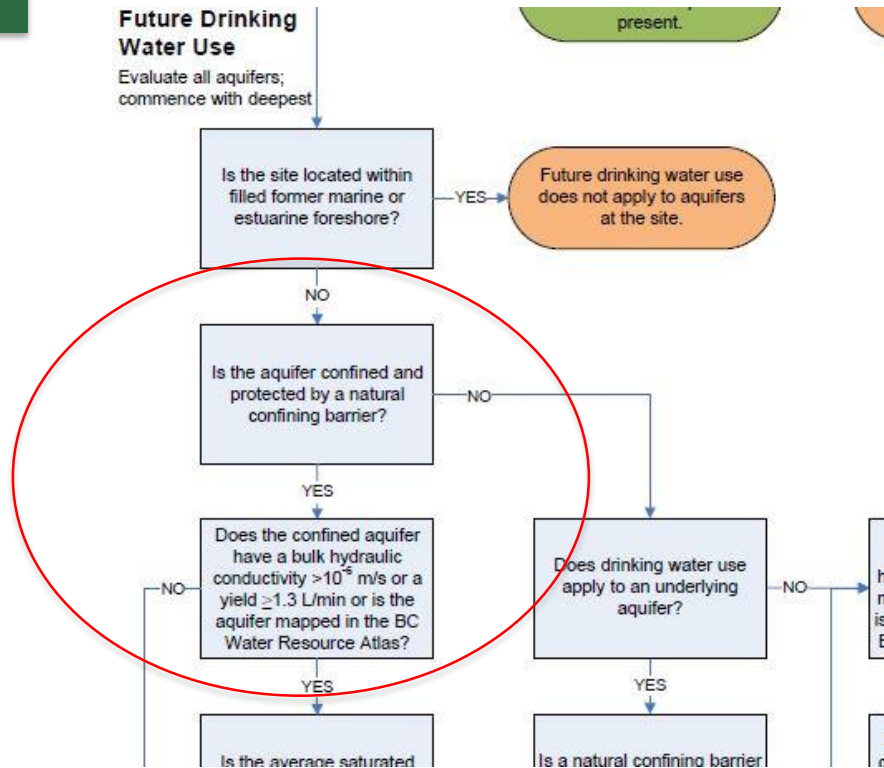 present.
Future Drinking
Water Use
Evaluate all aquifers;
commence with deepest
Is the site located within
filled former marine or
estuarine foreshore?
YES
Future drinking water use
does not apply to aquifers
at the site.
NO
Is the aquifer confined and
protected by a natural
confining barrier?
NO
YES
Does the confined aquifer
have a bulk hydraulic
conductivity m/s or a
yield ≥1.3 L/min or is the
aquifer mapped in the BC
Water Resource Atlas?
NO
Does drinking water use
apply to an underlying
aquifer?
NO
h
is
YES
YES
Is the average saturated
Is a natural confining barrier